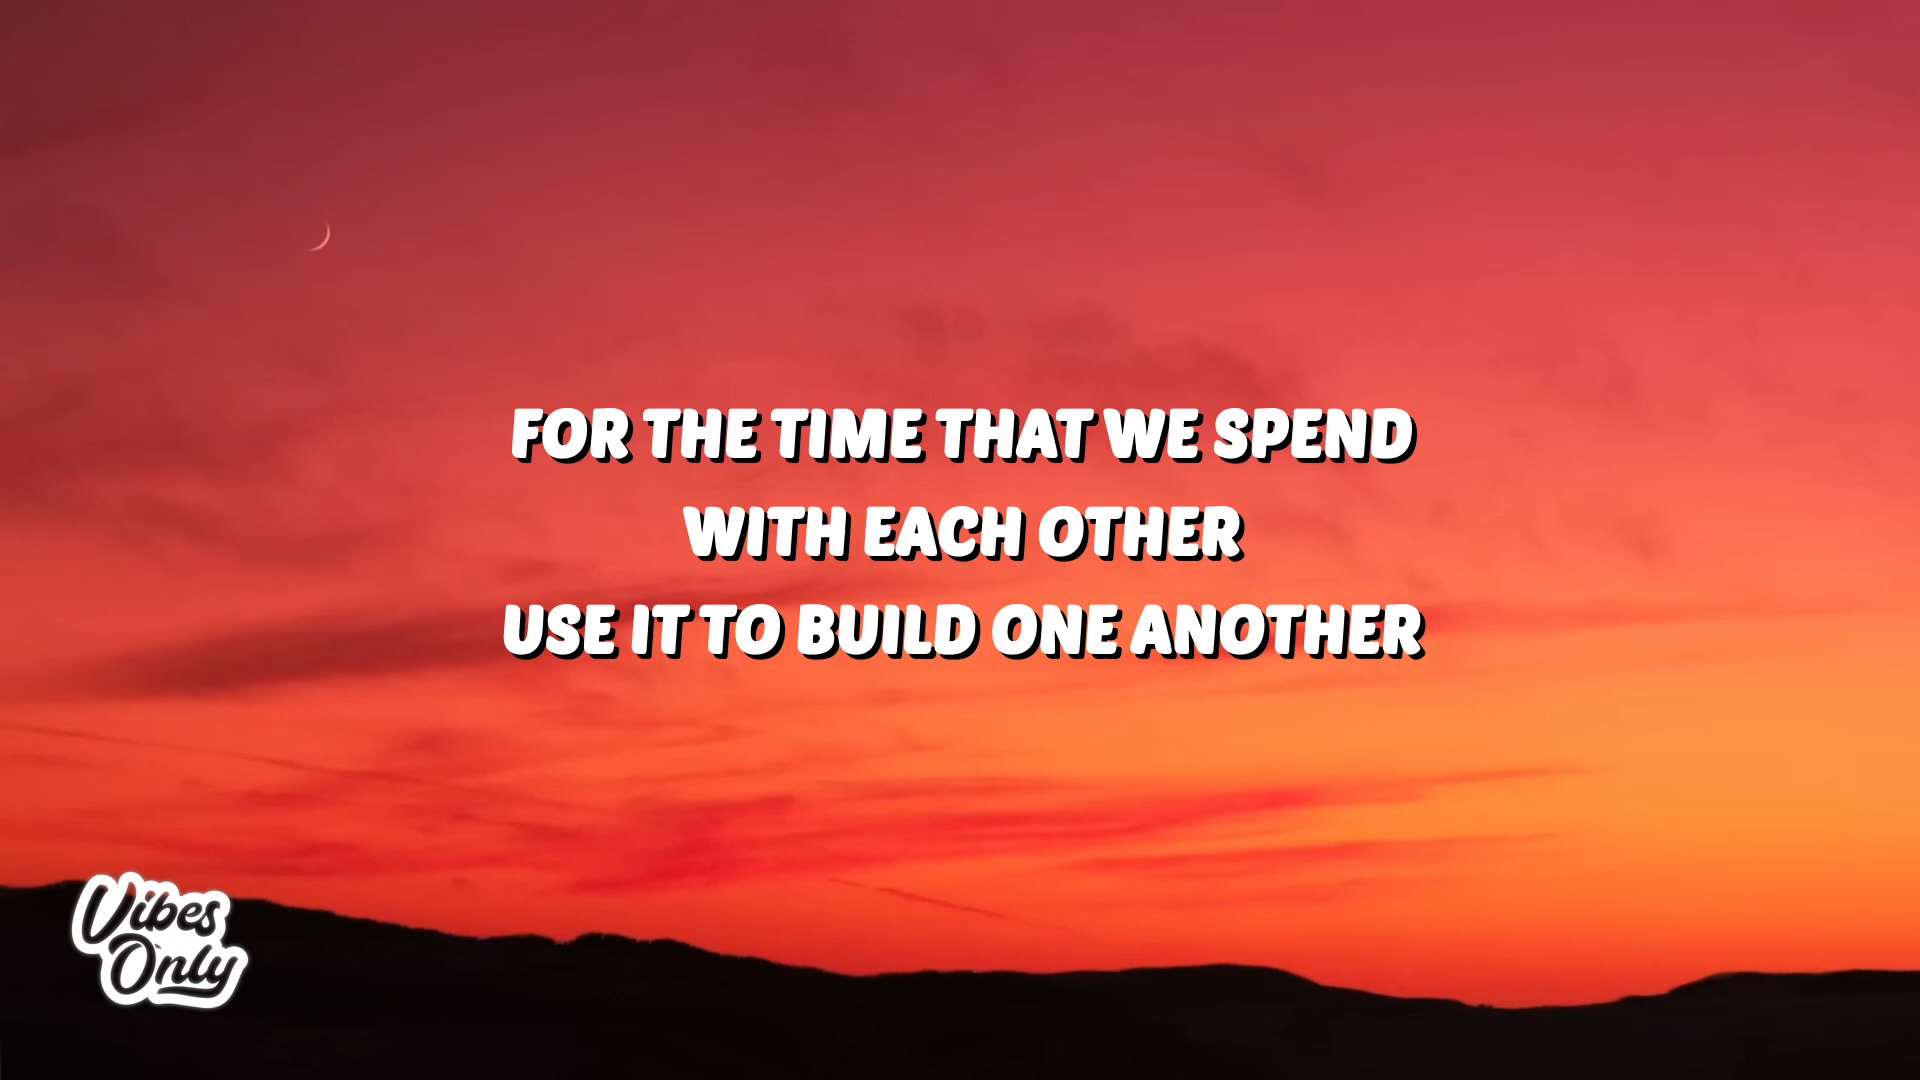 FOR THE TIME THAT WE SPEND
WITH EACH OTHER
USE IT TO BUILD ONE ANOTHER
Vibes
Only